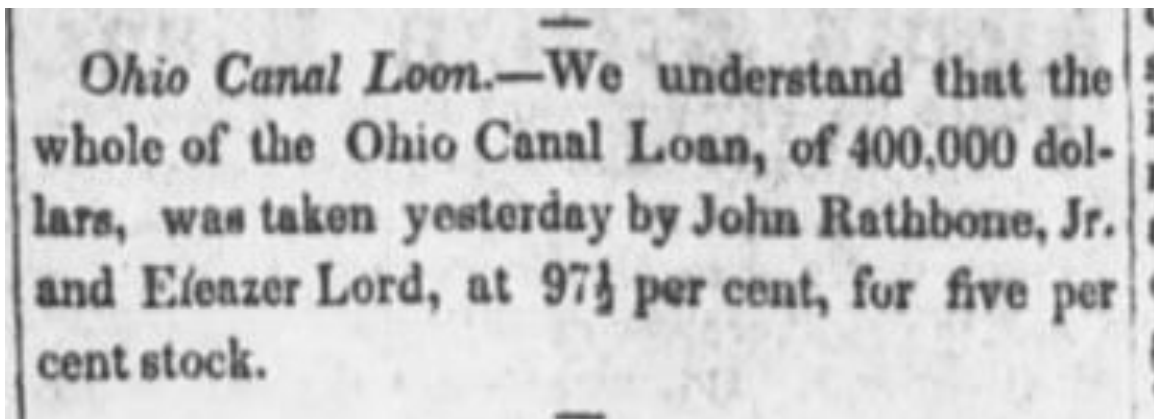 Ohio Canal Loon.—We understand that the
whole of the Ohio Canal Loan, of 400,000 dol-
lars, was taken yesterday by John Rathbone, Jr.
and Eleazer Lord, at 97½ per cent, for five per
cent stock.